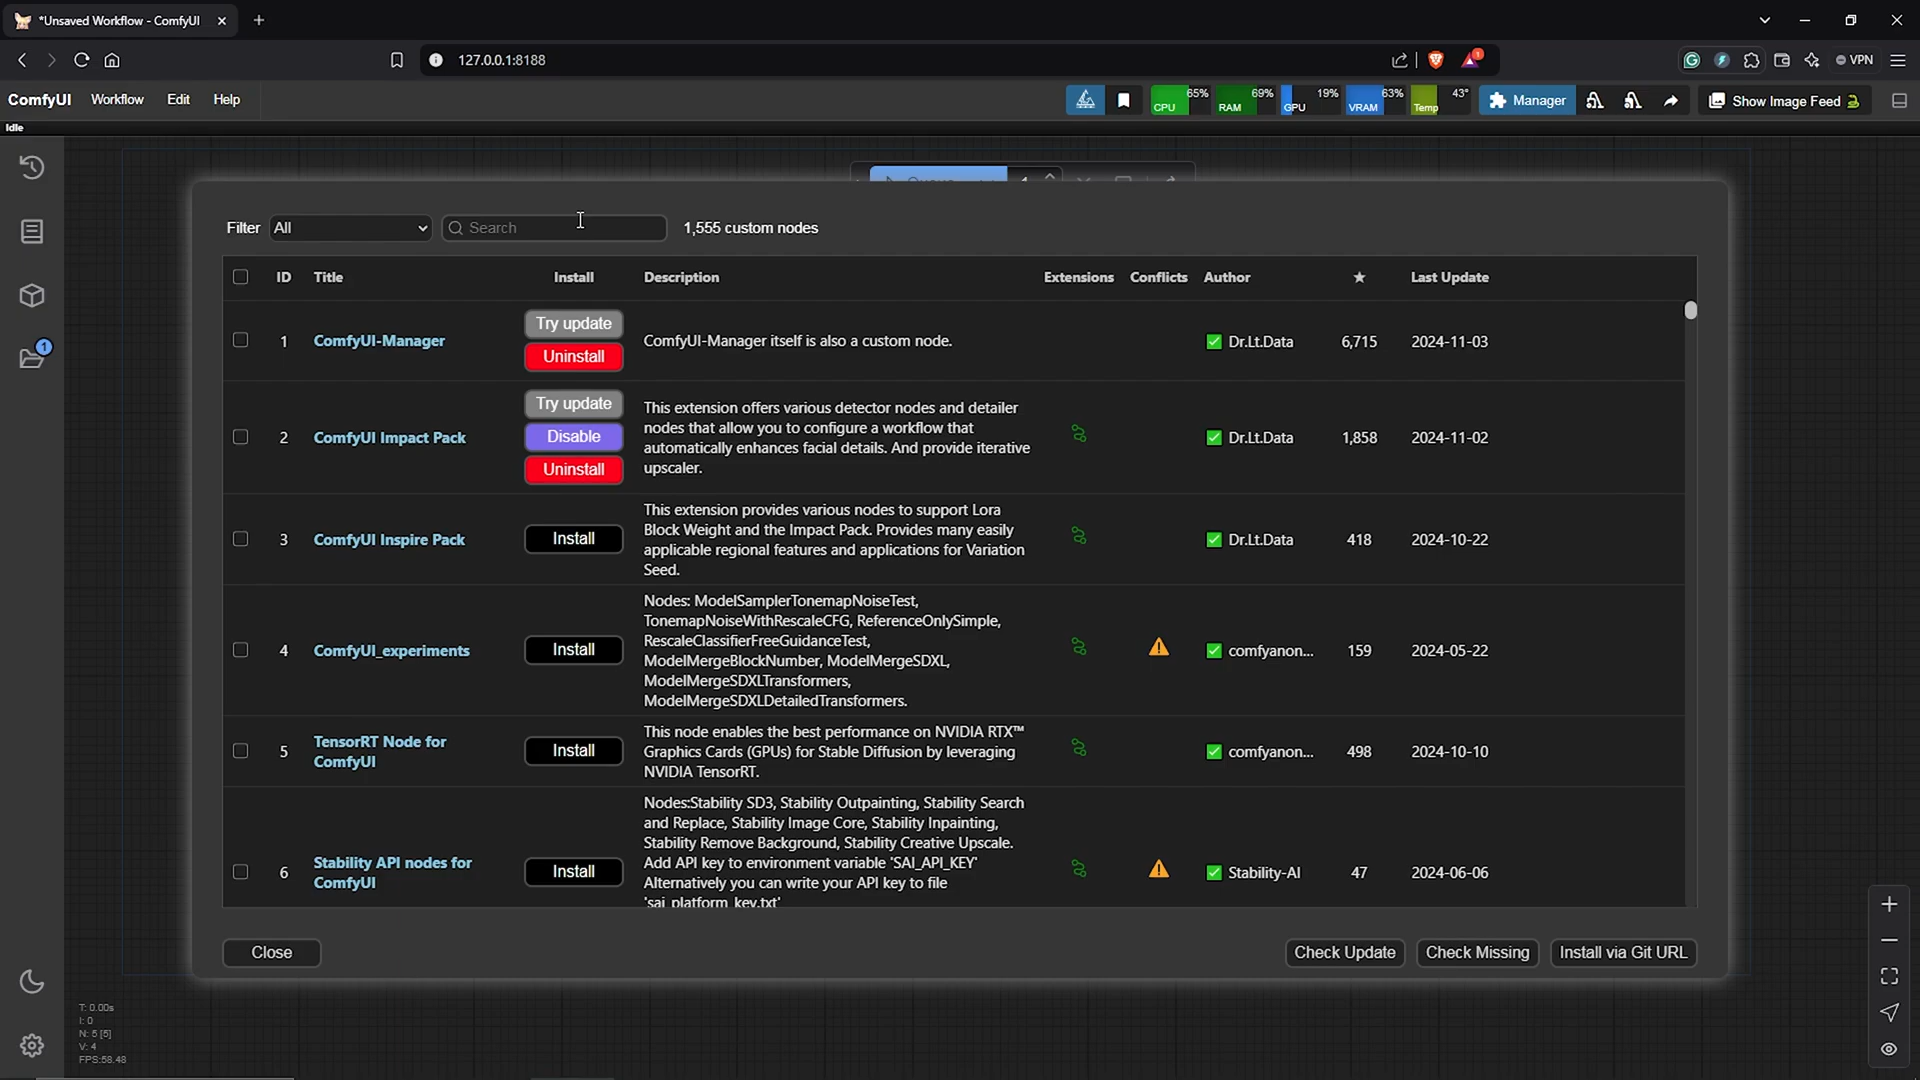 *Unsaved Workflow - ComfyUI
127.0.0.1:8188
1
VPN
ComfyUI Workflow Edit Help
CPU 65% RAM 69% GPU 19% VRAM 63% Temp 43° Manager Show Image Feed
Idle
1
Filter All Search 1,555 custom nodes
ID Title Install Description Extensions Conflicts Author ★ Last Update
Try update
1 ComfyUI-Manager ComfyUI-Manager itself is also a custom node. Dr.Lt.Data 6,715 2024-11-03
Uninstall
Try update This extension offers various detector nodes and detailer
nodes that allow you to configure a workflow that
2 ComfyUI Impact Pack Disable automatically enhances facial details. And provide iterative Dr.Lt.Data 1,858 2024-11-02
Uninstall upscaler.
This extension provides various nodes to support Lora
Block Weight and the Impact Pack. Provides many easily
3 ComfyUI Inspire Pack Install applicable regional features and applications for Variation Dr.Lt.Data 418 2024-10-22
Seed.
Nodes: ModelSamplerTonemapNoiseTest,
TonemapNoiseWithRescaleCFG, ReferenceOnlySimple,
RescaleClassifierFreeGuidanceTest,
4 ComfyUI_experiments Install ModelMergeBlockNumber, ModelMergeSDXL, comfyanon... 159 2024-05-22
ModelMergeSDXLTransformers,
ModelMergeSDXLDetailedTransformers.
TensorRT Node for This node enables the best performance on NVIDIA RTX™
5 ComfyUI Install Graphics Cards (GPUs) for Stable Diffusion by leveraging comfyanon... 498 2024-10-10
NVIDIA TensorRT.
Nodes:Stability SD3, Stability Outpainting, Stability Search
and Replace, Stability Image Core, Stability Inpainting,
Stability Remove Background, Stability Creative Upscale.
Stability API nodes for Add API key to environment variable 'SAI_API_KEY'
6 ComfyUI Install Alternatively you can write your API key to file Stability-AI 47 2024-06-06
'sai_platform_key.txt'
Close Check Update Check Missing Install via Git URL
T: 0.00s
I: 0
N: 5 [5]
V: 4
FPS:58.48